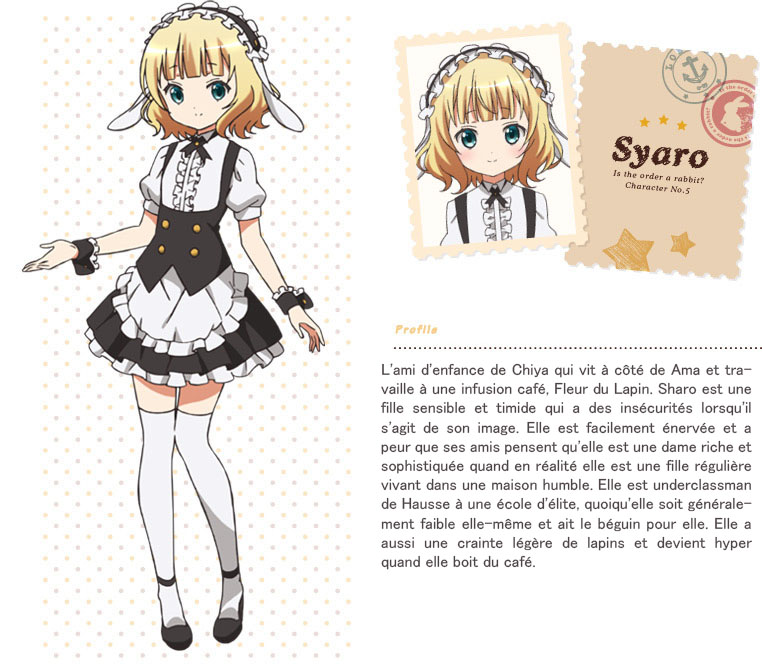 Syaro
Is the order a rabbit?
Character No.5
Profile
L'ami d'enfance de Chiya qui vit à côté de Ama et tra-
vaille à une infusion café, Fleur du Lapin. Sharo est une
fille sensible et timide qui a des insécurités lorsqu'il
s'agit de son image. Elle est facilement énervée et a
peur que ses amis pensent qu'elle est une dame riche et
sophistiquée quand en réalité elle est une fille régulière
vivant dans une maison humble. Elle est underclassman
de Hausse à une école d'élite, quoiqu'elle soit générale-
ment faible elle-même et ait le béguin pour elle. Elle a
aussi une crainte légère de lapins et devient hyper
quand elle boit du café.